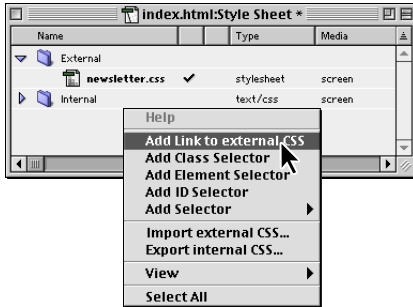 index.html:Style Sheet *
Name Type Media
External
newsletter.css stylesheet screen
Internal text/css screen
Help
Add Link to external CSS
Add Class Selector
Add Element Selector
Add ID Selector
Add Selector
Import external CSS...
Export internal CSS...
View
Select All